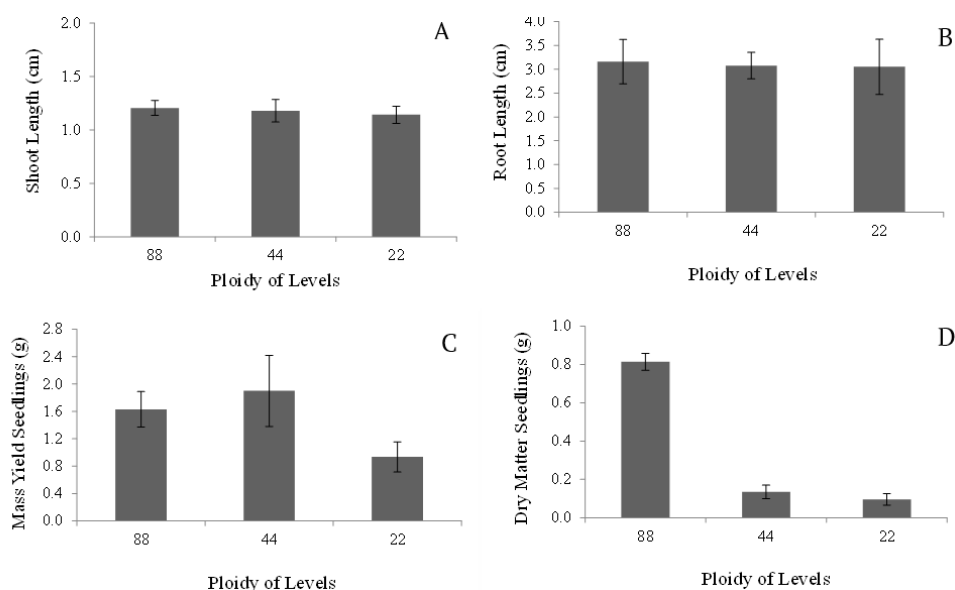 A
Shoot Length (cm)
2.0
1.5
1.0
0.5
0.0
88 44 22
Ploidy of Levels
B
Root Length (cm)
4.0
3.5
3.0
2.5
2.0
1.5
1.0
0.5
0.0
88 44 22
Ploidy of Levels
C
Mass Yield Seedlings (g)
2.8
2.4
2.0
1.6
1.2
0.8
0.4
0.0
88 44 22
Ploidy of Levels
D
Dry Matter Seedlings (g)
1.0
0.8
0.6
0.4
0.2
0.0
88 44 22
Ploidy of Levels